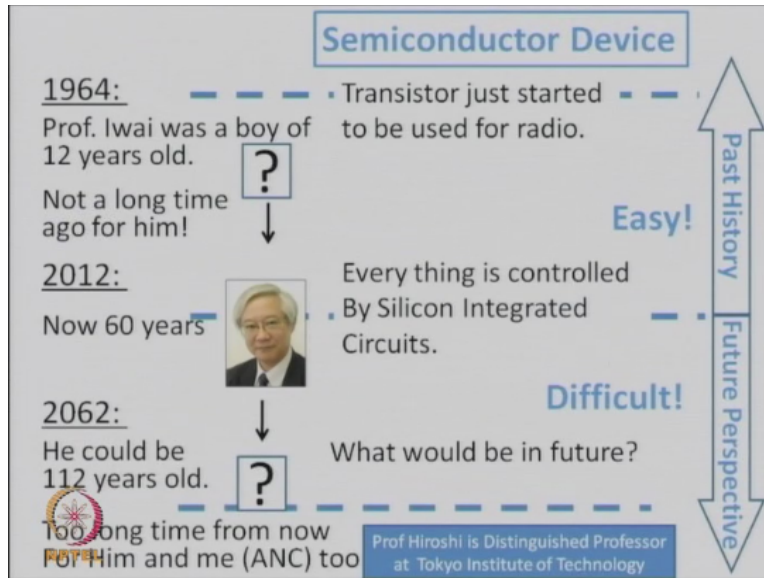 Semiconductor Device
1964:
Transistor just started
to be used for radio.
Prof. Iwai was a boy of
12 years old.
?
Not a long time
ago for him!
Easy!
Past History
2012:
Now 60 years
Every thing is controlled
By Silicon Integrated
Circuits.
Difficult!
Future Perspective
2062:
He could be
112 years old.
?
What would be in future?
Too long time from now
For Him and me (ANC) too
NPTEL
Prof Hiroshi is Distinguished Professor
at Tokyo Institute of Technology